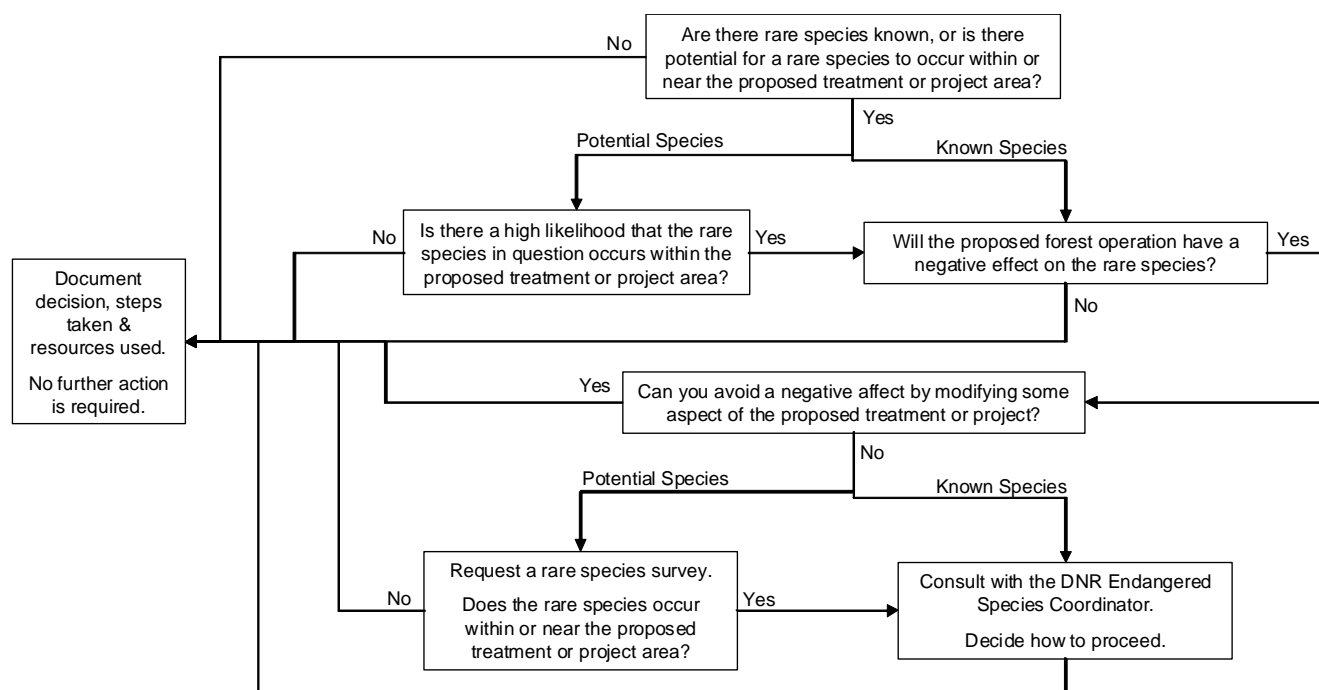 No
Are there rare species known, or is there
potential for a rare species to occur within or
near the proposed treatment or project area?
Yes
Potential Species
Known Species
No
Is there a high likelihood that the rare
species in question occurs within the
proposed treatment or project area?
Yes
Will the proposed forest operation have a
negative effect on the rare species?
Yes
Document
decision, steps
taken &
resources used.
No further action
is required.
No
Yes
Can you avoid a negative affect by modifying some
aspect of the proposed treatment or project?
No
Potential Species
Known Species
No
Request a rare species survey.
Does the rare species occur
within or near the proposed
treatment or project area?
Yes
Consult with the DNR Endangered
Species Coordinator.
Decide how to proceed.